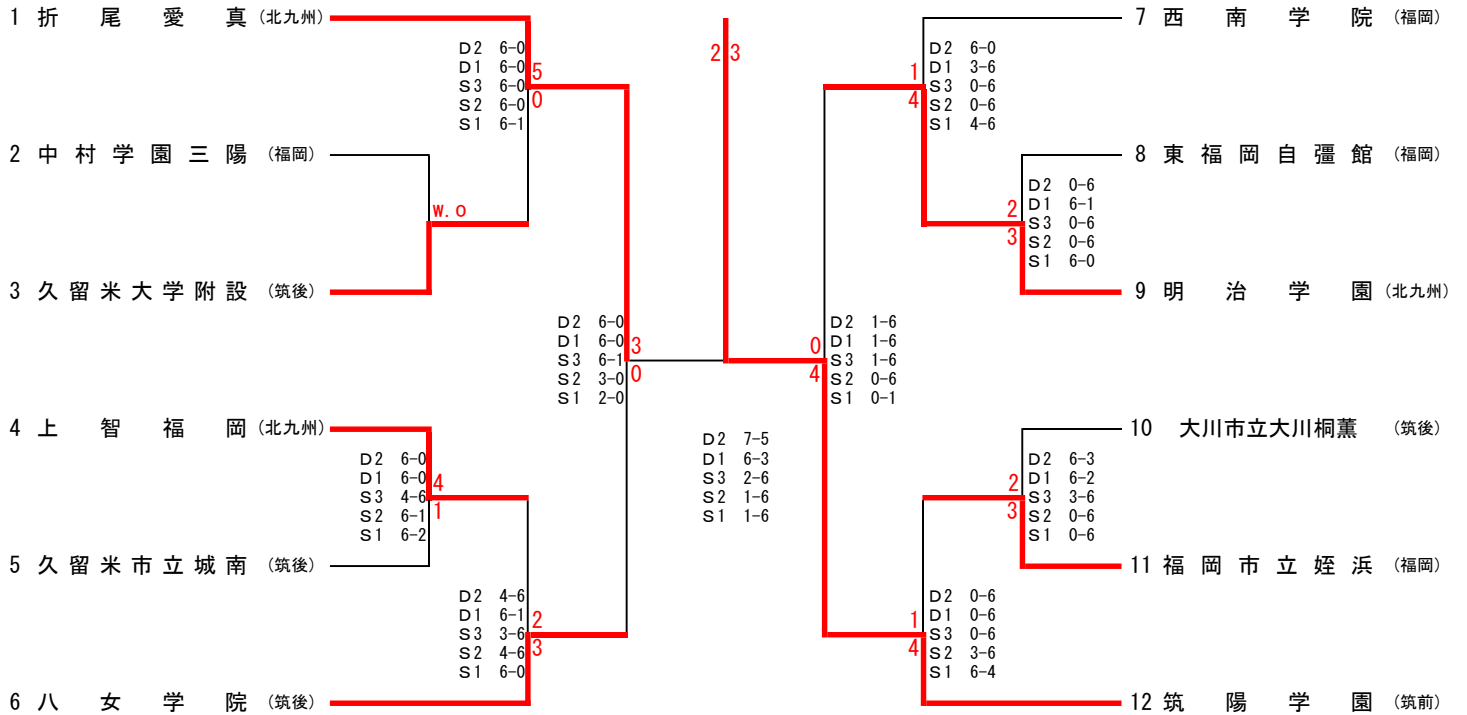 1 折尾愛真 (北九州)
D2 6-0
D1 6-0
S3 6-0
S2 6-0
S1 6-1
5
0
2 中村学園三陽 (福岡)
W.O
3 久留米大学附設 (筑後)
D2 6-0
D1 6-0
S3 6-1
S2 3-0
S1 2-0
3
0
4 上智福岡 (北九州)
D2 6-0
D1 6-0
S3 4-6
S2 6-1
S1 6-2
4
1
5 久留米市立城南 (筑後)
D2 4-6
D1 6-1
S3 3-6
S2 4-6
S1 6-0
2
3
6 八女学院 (筑後)
2 3
D2 7-5
D1 6-3
S3 2-6
S2 1-6
S1 1-6
7 西南学院 (福岡)
1
4
D2 6-0
D1 3-6
S3 0-6
S2 0-6
S1 4-6
8 東福岡自彊館 (福岡)
2
3
D2 0-6
D1 6-1
S3 0-6
S2 0-6
S1 6-0
9 明治学園 (北九州)
0
4
D2 1-6
D1 1-6
S3 1-6
S2 0-6
S1 0-1
10 大川市立大川桐薫 (筑後)
2
3
D2 6-3
D1 6-2
S3 3-6
S2 0-6
S1 0-6
11 福岡市立姪浜 (福岡)
1
4
D2 0-6
D1 0-6
S3 0-6
S2 3-6
S1 6-4
12 筑陽学園 (筑前)